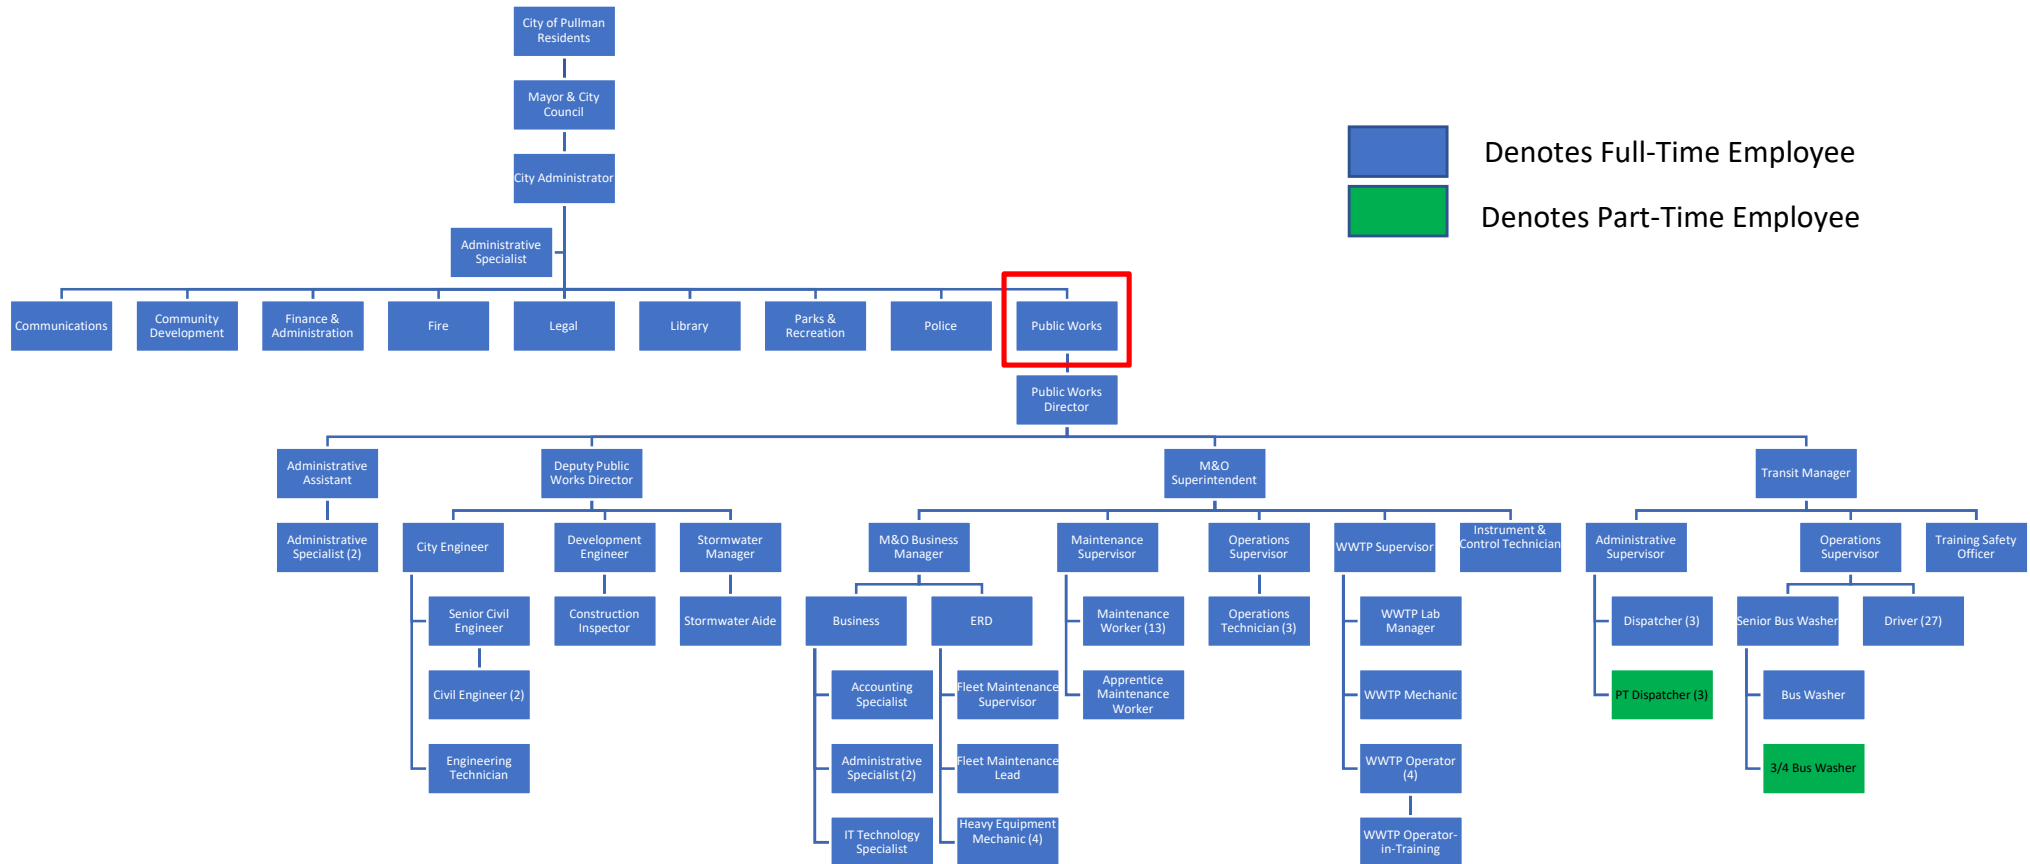 City of Pullman
Residents
Mayor & City
Council
City Administrator
Denotes Full-Time Employee
Denotes Part-Time Employee
Administrative
Specialist
Communications
Community
Development
Finance &
Administration
Fire
Legal
Library
Parks &
Recreation
Police
Public Works
Public Works
Director
Administrative
Assistant
Deputy Public
Works Director
M&O
Superintendent
Transit Manager
Administrative
Specialist (2)
City Engineer
Development
Engineer
Stormwater
Manager
M&O Business
Manager
Maintenance
Supervisor
Operations
Supervisor
WWTP Supervisor
Instrument &
Control Technician
Administrative
Supervisor
Operations
Supervisor
Training Safety
Officer
Senior Civil
Engineer
Construction
Inspector
Stormwater Aide
Business
ERD
Maintenance
Worker (13)
Operations
Technician (3)
WWTP Lab
Manager
Dispatcher (3)
Senior Bus Washer
Driver (27)
Civil Engineer (2)
Accounting
Specialist
Fleet Maintenance
Supervisor
Apprentice
Maintenance
Worker
WWTP Mechanic
PT Dispatcher (3)
Bus Washer
Engineering
Technician
Administrative
Specialist (2)
Fleet Maintenance
Lead
WWTP Operator
(4)
3/4 Bus Washer
IT Technology
Specialist
Heavy Equipment
Mechanic (4)
WWTP Operator-
in-Training